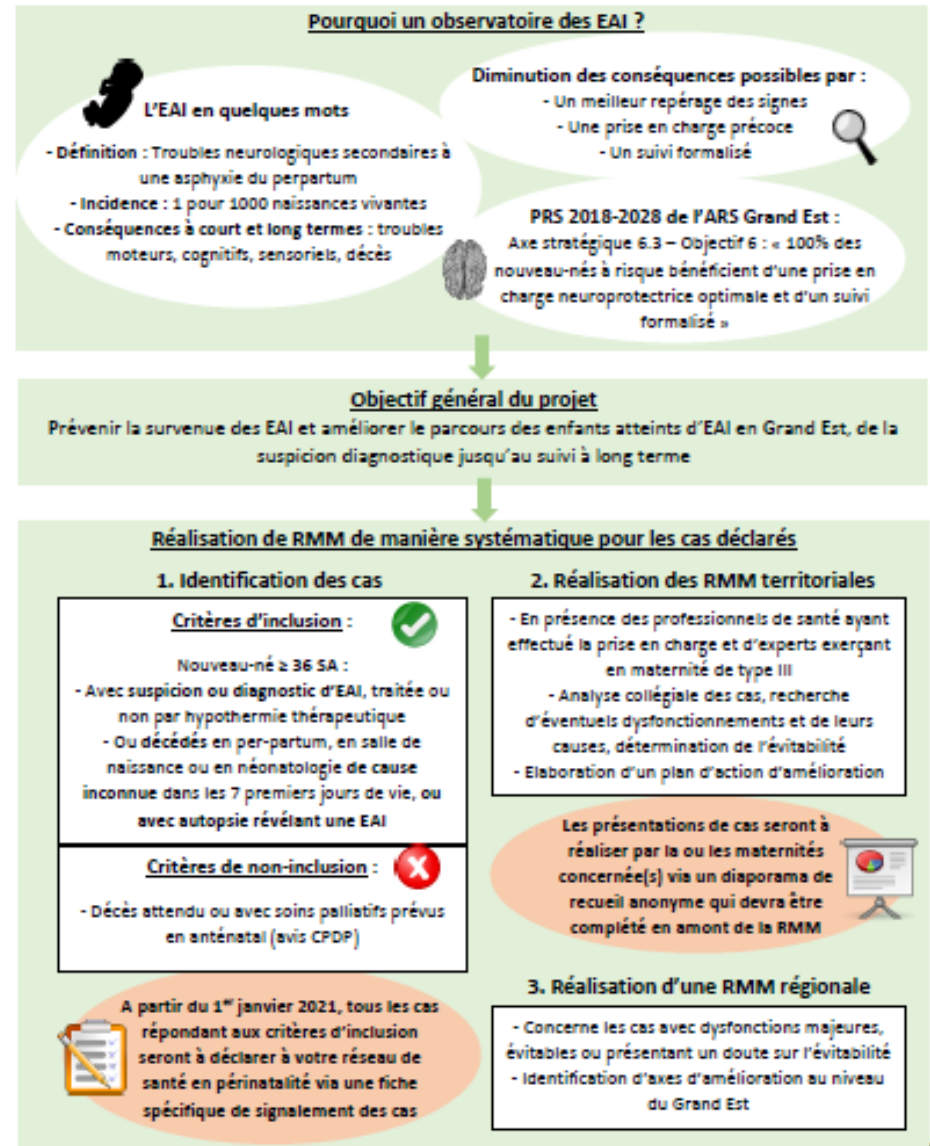 Pourquoi un observatoire des EAI ?
L'EAI en quelques mots
- Définition : Troubles neurologiques secondaires à
une asphyxie du perpartum
- Incidence : 1 pour 1000 naissances vivantes
- Conséquences à court et long termes : troubles
moteurs, cognitifs, sensoriels, décès
Diminution des conséquences possibles par :
- Un meilleur repérage des signes
- Une prise en charge précoce
- Un suivi formalisé
PRS 2018-2028 de l'ARS Grand Est :
Axe stratégique 6.3 – Objectif 6 : « 100% des
nouveau-nés à risque bénéficient d'une prise en
charge neuroprotectrice optimale et d'un suivi
formalisé »
Objectif général du projet
Prévenir la survenue des EAI et améliorer le parcours des enfants atteints d'EAI en Grand Est, de la
suspicion diagnostique jusqu'au suivi à long terme
Réalisation de RMM de manière systématique pour les cas déclarés
1. Identification des cas
Critères d'inclusion :
Nouveau-né ≥ 36 SA :
- Avec suspicion ou diagnostic d'EAI, traitée ou
non par hypothermie thérapeutique
- Ou décédés en per-partum, en salle de
naissance ou en néonatologie de cause
inconnue dans les 7 premiers jours de vie, ou
avec autopsie révélant une EAI
Critères de non-inclusion :
- Décès attendu ou avec soins palliatifs prévus
en anténatal (avis CPDP)
A partir du 1er janvier 2021, tous les cas
répondant aux critères d'inclusion
seront à déclarer à votre réseau de
santé en périnatalité via une fiche
spécifique de signalement des cas
2. Réalisation des RMM territoriales
- En présence des professionnels de santé ayant
effectué la prise en charge et d'experts exerçant
en maternité de type III
- Analyse collégiale des cas, recherche
d'éventuels dysfonctionnements et de leurs
causes, détermination de l'évitabilité
- Elaboration d'un plan d'action d'amélioration
Les présentations de cas seront à
réaliser par la ou les maternités
concernée(s) via un diaporama de
recueil anonyme qui devra être
complété en amont de la RMM
3. Réalisation d'une RMM régionale
- Concerne les cas avec dysfonctions majeures,
évitables ou présentant un doute sur l'évitabilité
- Identification d'axes d'amélioration au niveau
du Grand Est